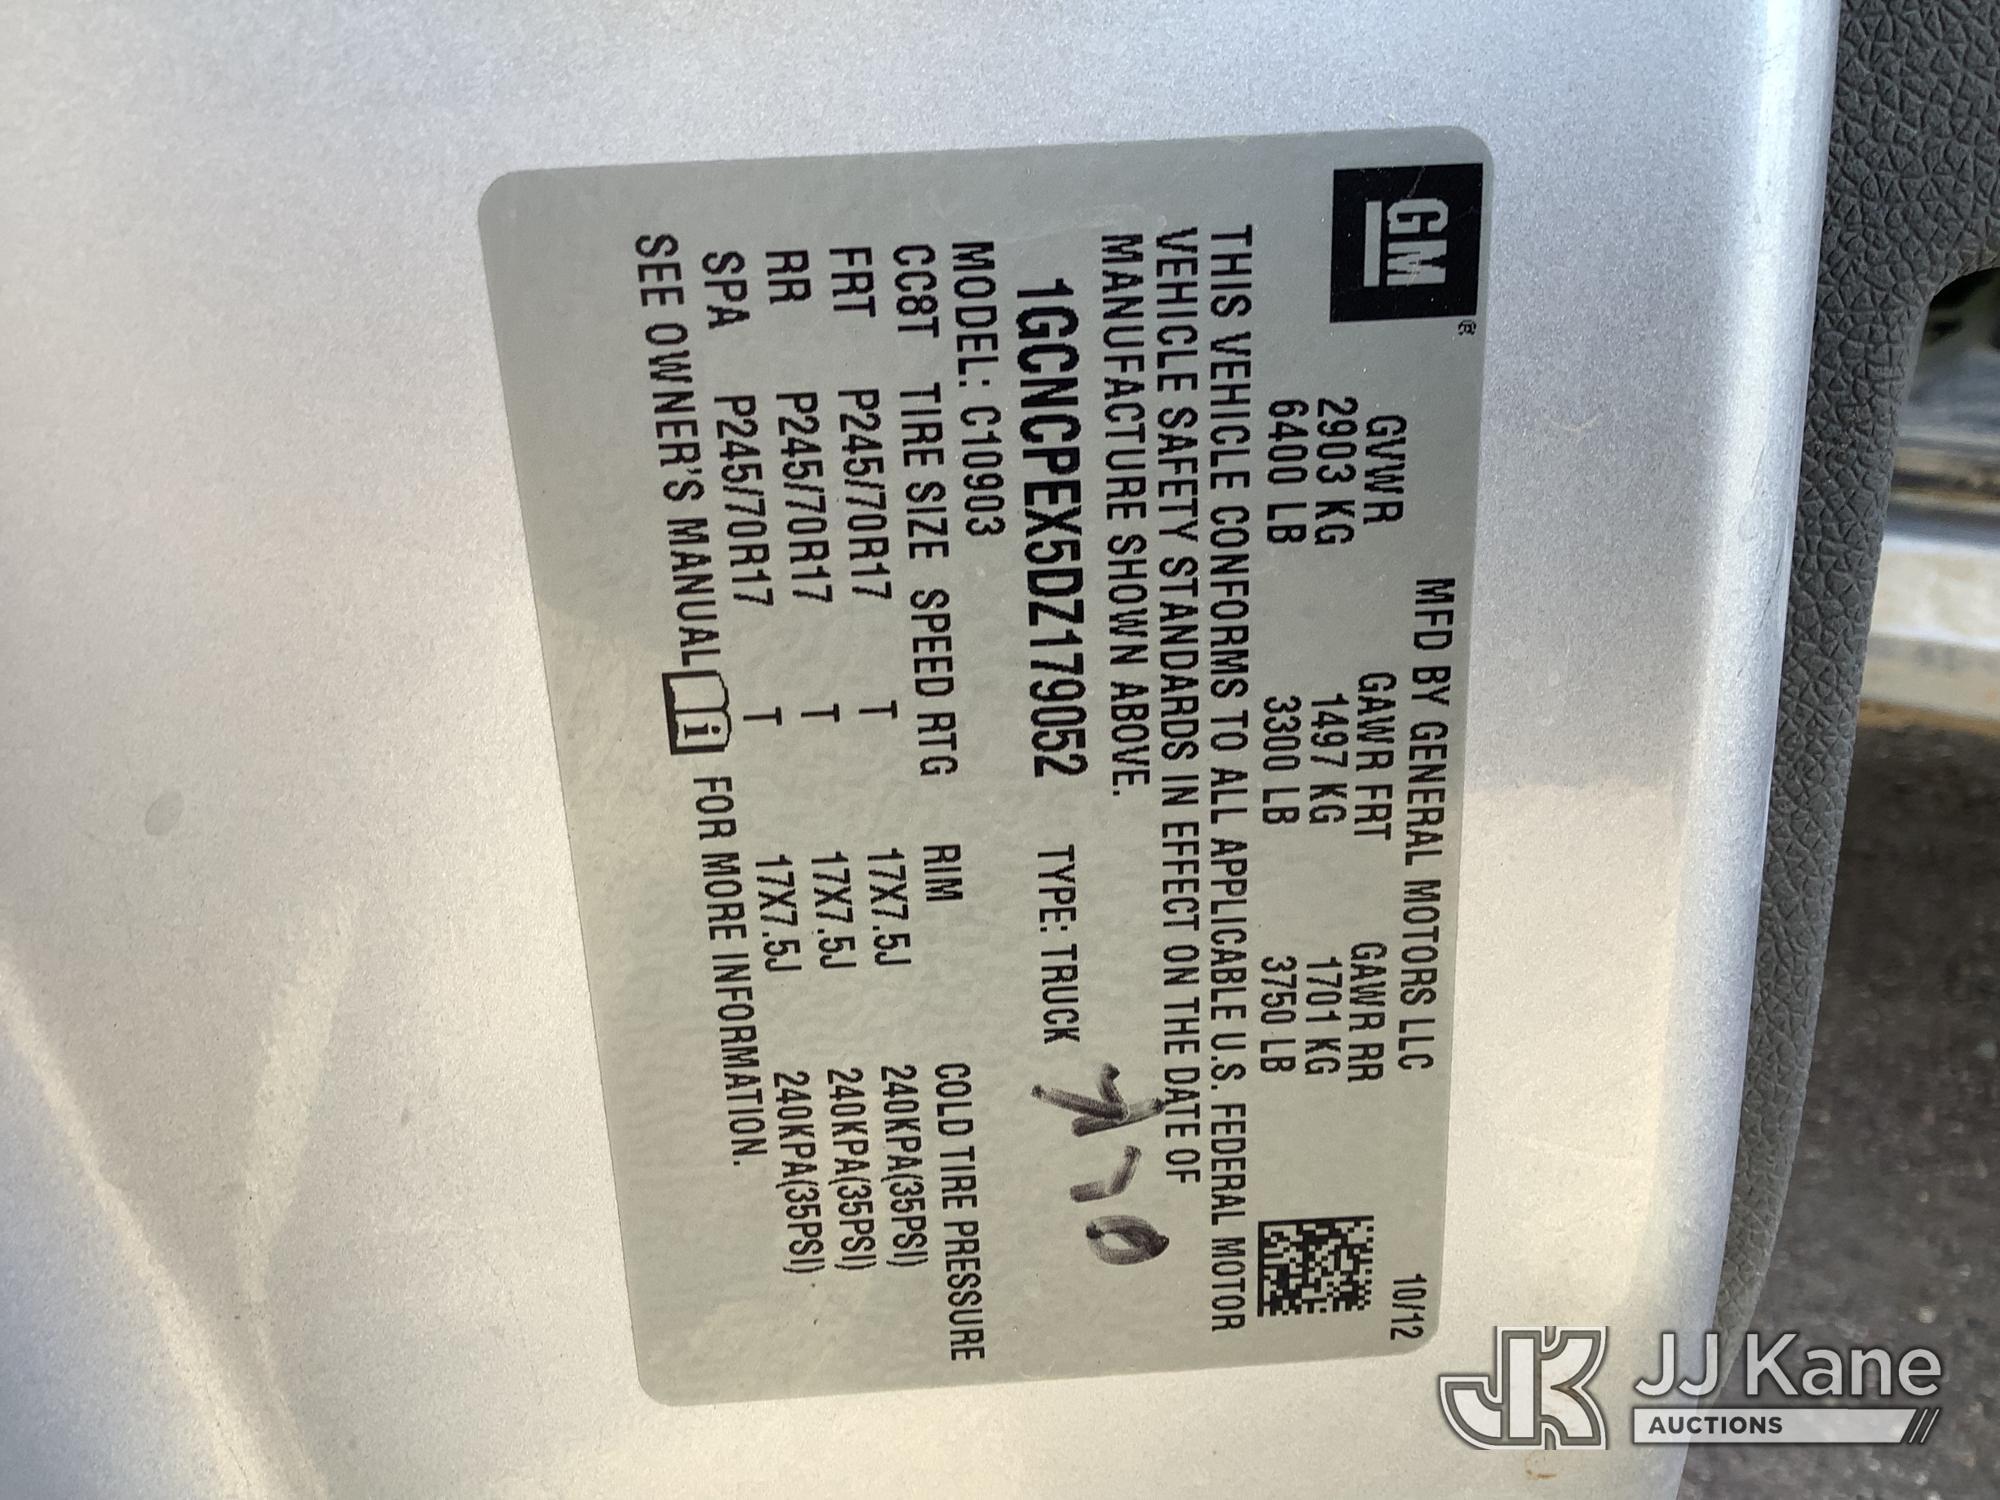 GM®
MFD BY GENERAL MOTORS LLC 10/12
GVWR GAWR FRT GAWR RR
2903 KG 1497 KG 1701 KG
6400 LB 3300 LB 3750 LB
THIS VEHICLE CONFORMS TO ALL APPLICABLE U.S. FEDERAL MOTOR
VEHICLE SAFETY STANDARDS IN EFFECT ON THE DATE OF
MANUFACTURE SHOWN ABOVE.
1GCNCPEX5DZ179052 TYPE: TRUCK
MODEL: C10903
CC8T TIRE SIZE SPEED RTG RIM COLD TIRE PRESSURE
FRT P245/70R17 T 17X7.5J 240KPA(35PSI)
RR P245/70R17 T 17X7.5J 240KPA(35PSI)
SPA P245/70R17 T 17X7.5J 240KPA(35PSI)
SEE OWNER'S MANUAL i FOR MORE INFORMATION.
JK JJ Kane
AUCTIONS